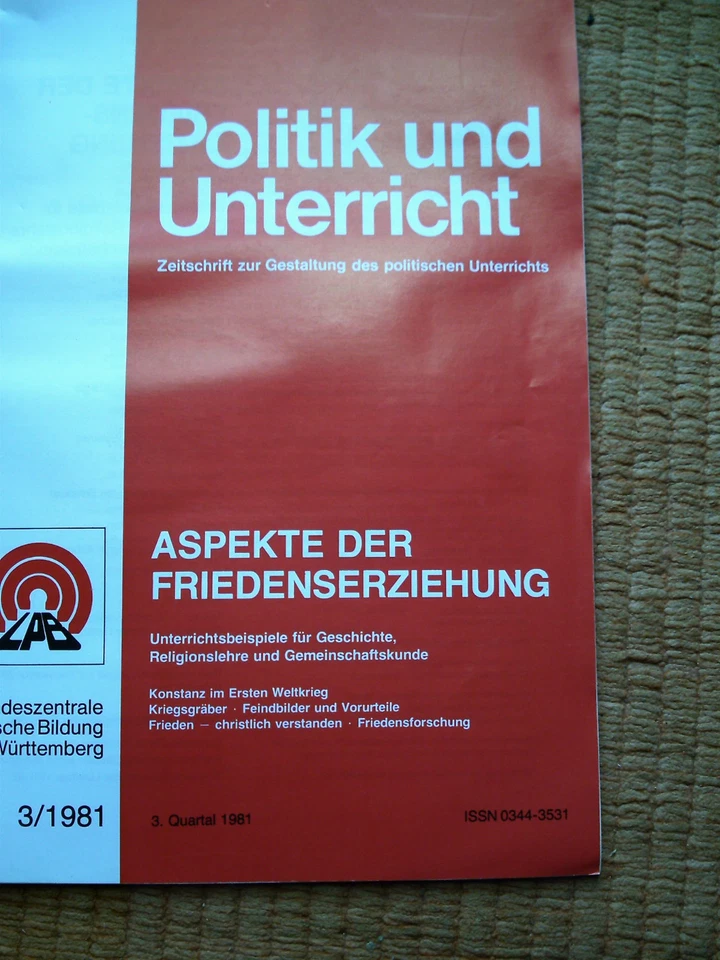 Politik und
Unterricht
Zeitschrift zur Gestaltung des politischen Unterrichts
ASPEKTE DER
FRIEDENSERZIEHUNG
Unterrichtsbeispiele für Geschichte,
Religionslehre und Gemeinschaftskunde
Konstanz im Ersten Weltkrieg
Kriegsgräber · Feindbilder und Vorurteile
Frieden — christlich verstanden · Friedensforschung
LPB
deszentrale
sche Bildung
Württemberg
3/1981
3. Quartal 1981
ISSN 0344-3531